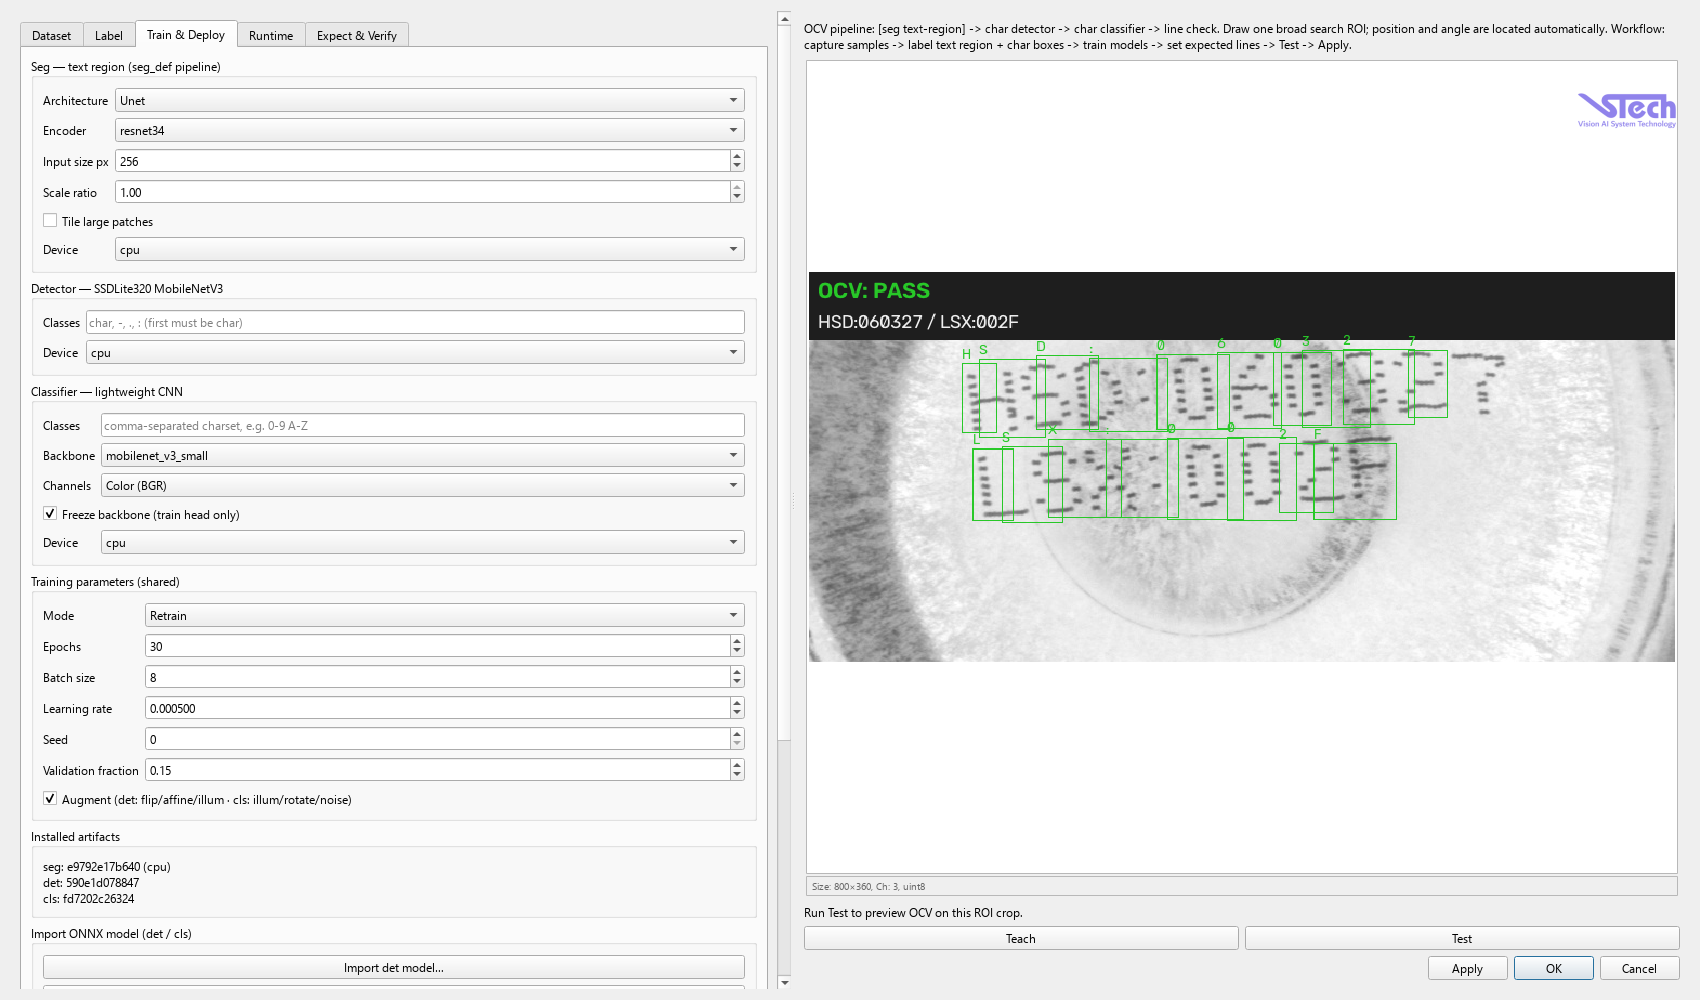 Dataset
Label
Train & Deploy
Runtime
Expect & Verify
Seg — text region (seg_def pipeline)
Architecture Unet
Encoder resnet34
Input size px 256
Scale ratio 1.00
Tile large patches
Device cpu
Detector — SSDLite320 MobileNetV3
Classes char, -, ., : (first must be char)
Device cpu
Classifier — lightweight CNN
Classes comma-separated charset, e.g. 0-9 A-Z
Backbone mobilenet_v3_small
Channels Color (BGR)
Freeze backbone (train head only)
Device cpu
Training parameters (shared)
Mode Retrain
Epochs 30
Batch size 8
Learning rate 0.000500
Seed 0
Validation fraction 0.15
Augment (det: flip/affine/illum · cls: illum/rotate/noise)
Installed artifacts
seg: e9792e17b640 (cpu)
det: 590e1d078847
cls: fd7202c26324
Import ONNX model (det / cls)
Import det model...
OCV pipeline: [seg text-region] -> char detector -> char classifier -> line check. Draw one broad search ROI; position and angle are located automatically. Workflow:
capture samples -> label text region + char boxes -> train models -> set expected lines -> Test -> Apply.
VSTech
Vision AI System Technology
OCV: PASS
HSD:060327 / LSX:002F
H S D : 0 6 0 3 2 7
L S X : 0 0 2 F
Size: 800×360, Ch: 3, uint8
Run Test to preview OCV on this ROI crop.
Teach
Test
Apply
OK
Cancel